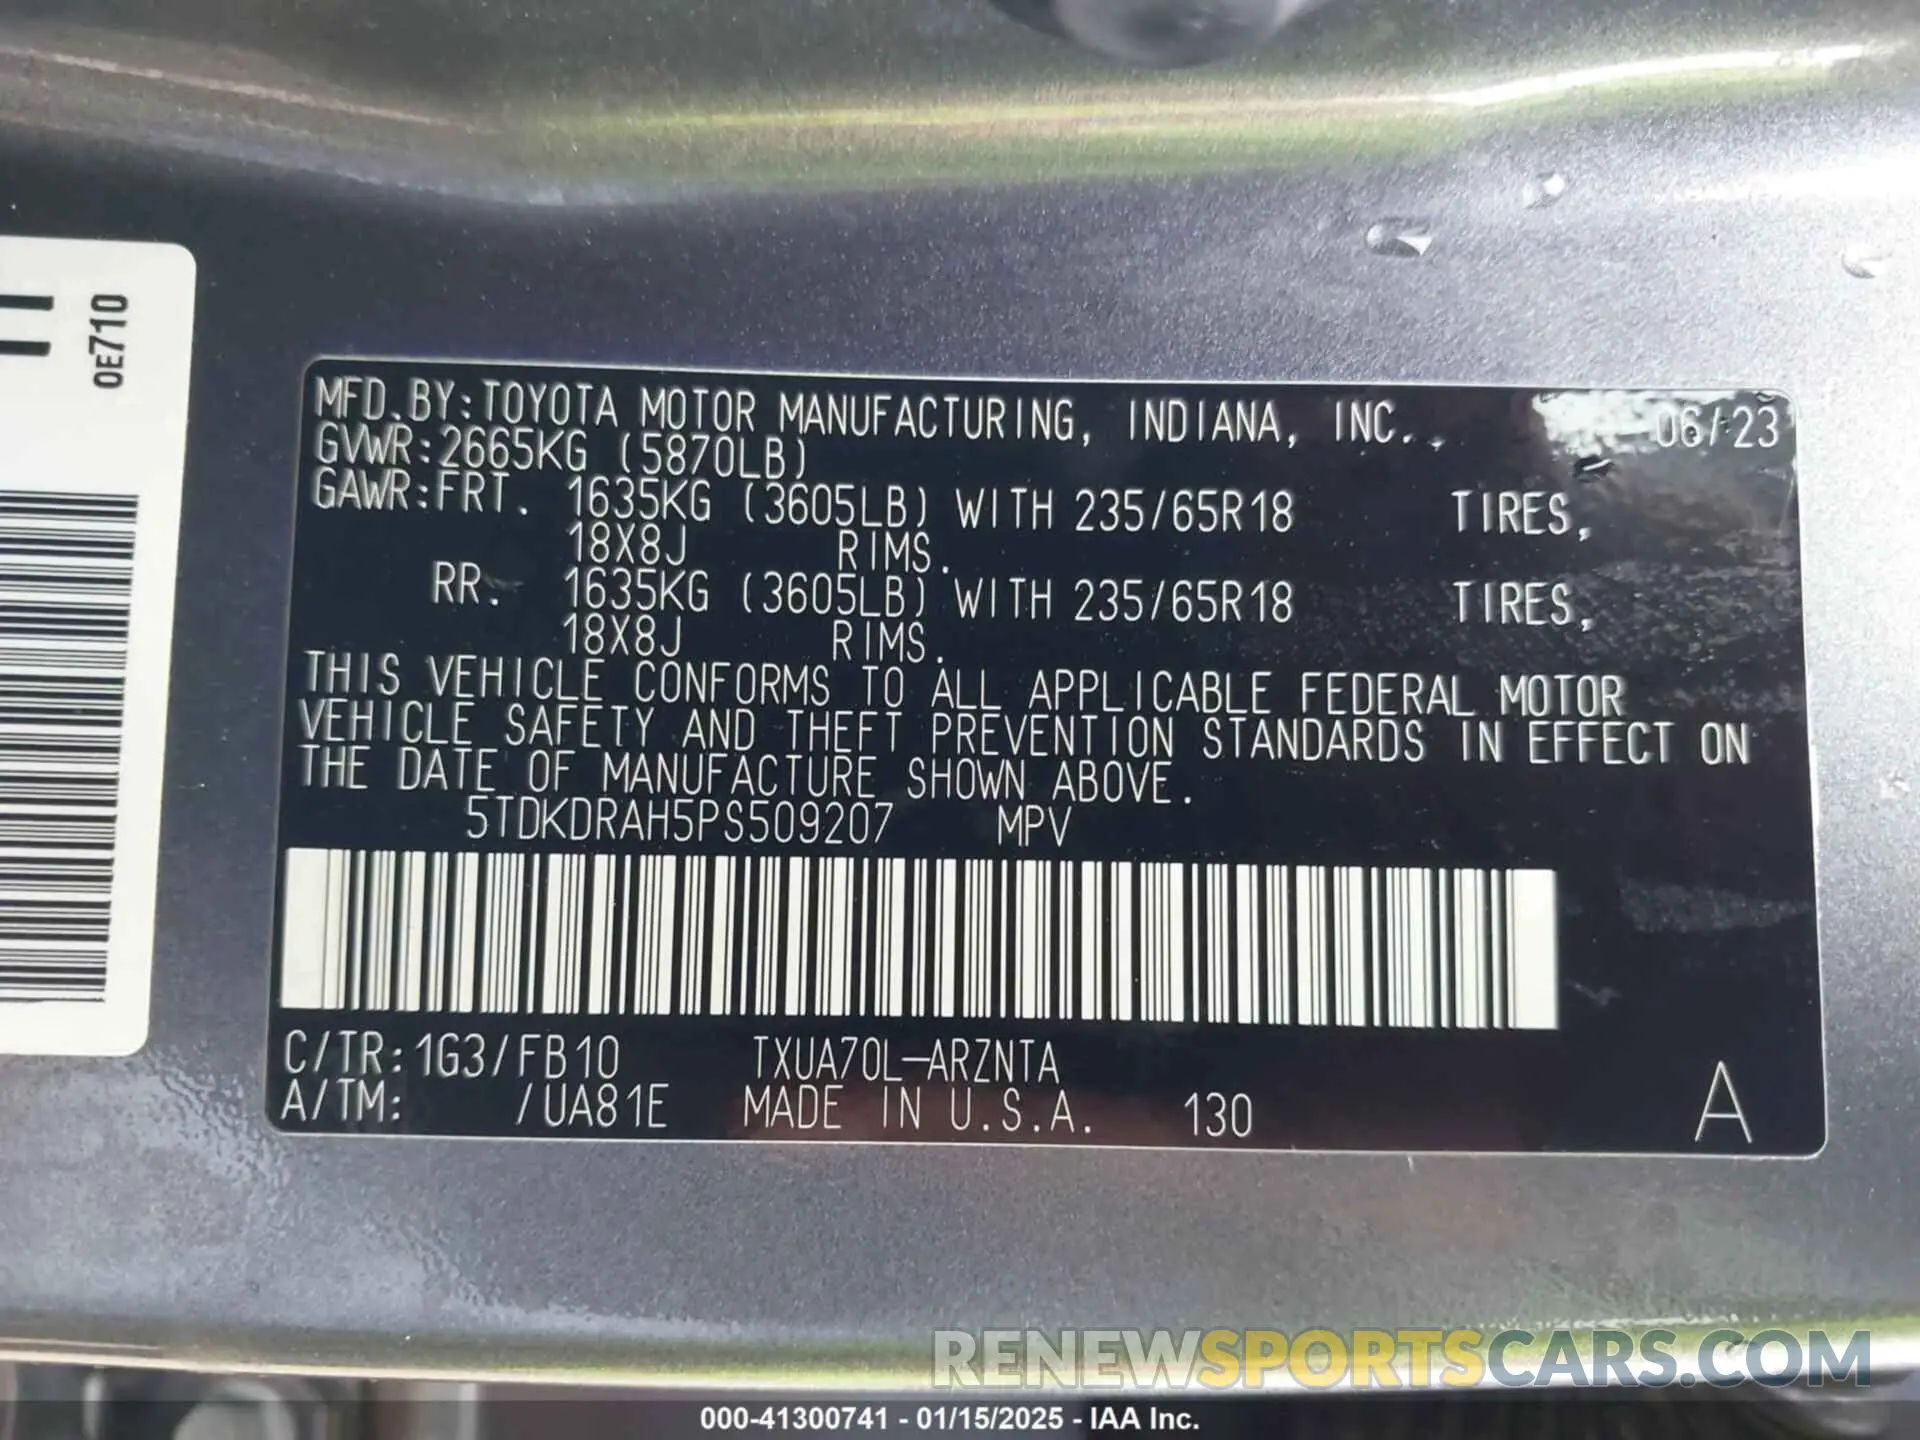 0E710
MFD.BY:TOYOTA MOTOR MANUFACTURING, INDIANA, INC.. 06/23
GVWR:2665KG (5870LB)
GAWR:FRT. 1635KG (3605LB) WITH 235/65R18 TIRES,
18X8J RIMS.
RR. 1635KG (3605LB) WITH 235/65R18 TIRES,
18X8J RIMS.
THIS VEHICLE CONFORMS TO ALL APPLICABLE FEDERAL MOTOR
VEHICLE SAFETY AND THEFT PREVENTION STANDARDS IN EFFECT ON
THE DATE OF MANUFACTURE SHOWN ABOVE.
5TDKDRAH5PS509207 MPV
C/TR:1G3/FB10 TXUA70L-ARZNTA
A/TM: /UA81E MADE IN U.S.A. 130 A
RENEWSPORTSCARS.COM
000-41300741 - 01/15/2025 - IAA Inc.